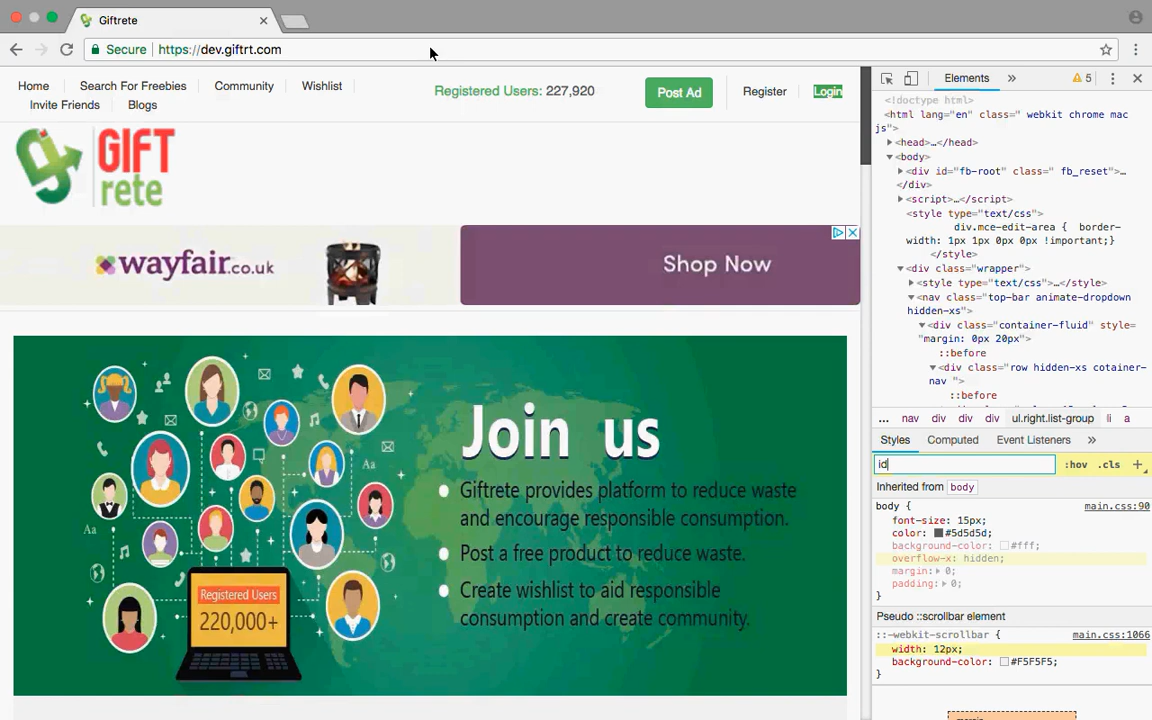 Giftrete
Secure
https://dev.giftrt.com
Home
Search For Freebies
Community
Wishlist
Invite Friends
Blogs
Registered Users: 227,920
Post Ad
Register
Login
GIFT
rete
wayfair.co.uk
Shop Now
Join us
Giftrete provides platform to reduce waste
and encourage responsible consumption.
Post a free product to reduce waste.
Create wishlist to aid responsible
consumption and create community.
Aa
Aa
Registered Users
220,000+
Elements
»
5
<!doctype html>
<html lang="en" class=" webkit chrome mac
js">
<head>…</head>
<body>
<div id="fb-root" class=" fb_reset">…
</div>
<script>…</script>
<style type="text/css">
div.mce-edit-area { border-
width: 1px 1px 0px 0px !important;}
</style>
<div class="wrapper">
<style type="text/css">…</style>
<nav class="top-bar animate-dropdown
hidden-xs">
<div class="container-fluid" style=
"margin: 0px 20px">
::before
<div class="row hidden-xs cotainer-
nav ">
::before
...
nav
div
div
div
ul.right.list-group
li
a
Styles
Computed
Event Listeners
»
id
:hov
.cls
+
Inherited from body
body {
main.css:90
font-size: 15px;
color: #5d5d5d;
background-color: #fff;
overflow-x: hidden;
margin: 0;
padding: 0;
}
Pseudo ::scrollbar element
::-webkit-scrollbar {
main.css:1066
width: 12px;
background-color: #F5F5F5;
}